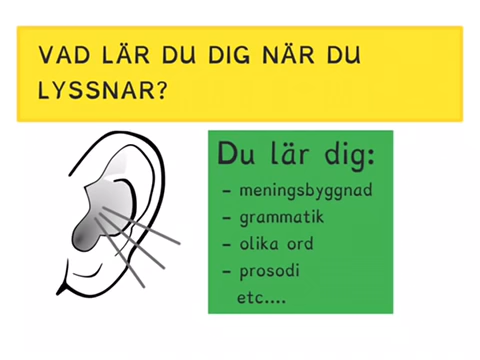 VAD LÄR DU DIG NÄR DU
LYSSNAR?
Du lär dig:
- meningsbyggnad
- grammatik
- olika ord
- prosodi
etc....